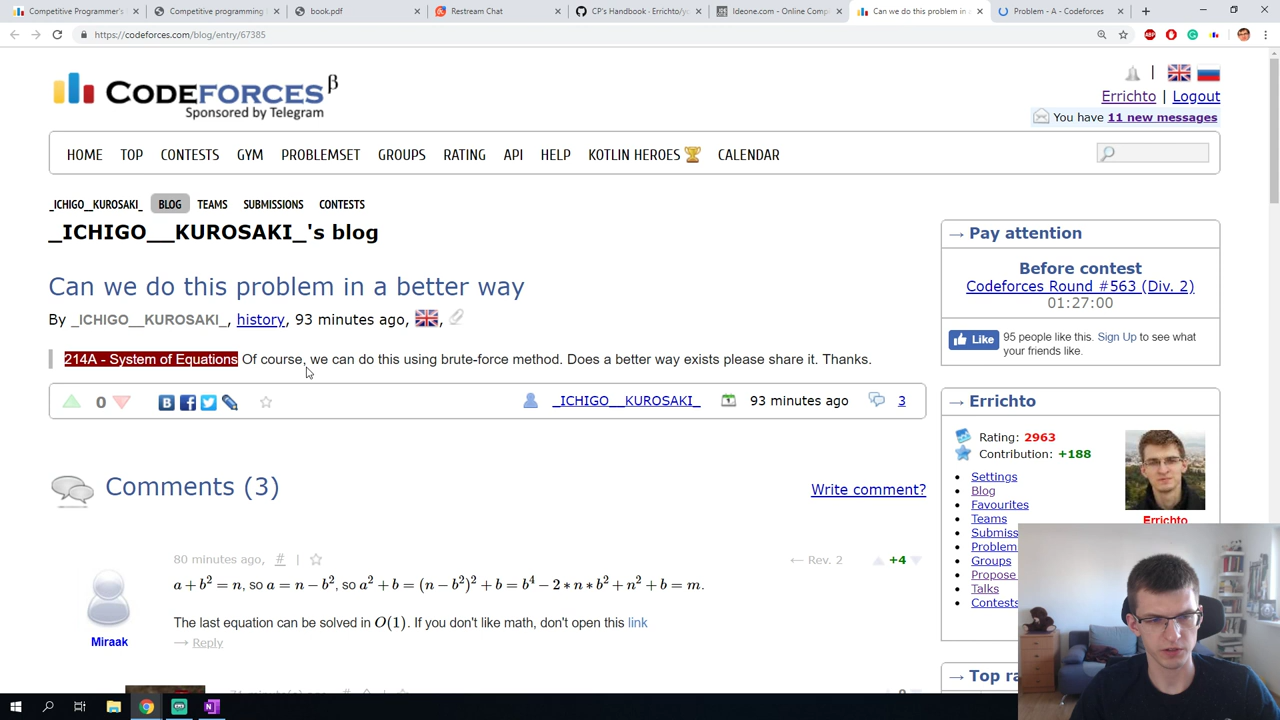 Competitive Programmer's
Competitive programming
book.pdf
Restream Chat
CP's Handbook - Errichto/yo
Ideone.com - Online Comp
Can we do this problem in a
Problem - A - Codeforces
https://codeforces.com/blog/entry/67385
CODEFORCES β
Sponsored by Telegram
Errichto | Logout
You have 11 new messages
HOME TOP CONTESTS GYM PROBLEMSET GROUPS RATING API HELP KOTLIN HEROES CALENDAR
_ICHIGO__KUROSAKI_ BLOG TEAMS SUBMISSIONS CONTESTS
_ICHIGO__KUROSAKI_'s blog
Can we do this problem in a better way
By _ICHIGO__KUROSAKI_, history, 93 minutes ago,
214A - System of Equations Of course, we can do this using brute-force method. Does a better way exists please share it. Thanks.
0
_ICHIGO__KUROSAKI_ 93 minutes ago 3
Comments (3)
Write comment?
80 minutes ago, # | ← Rev. 2 +4
a + b² = n, so a = n − b², so a² + b = (n − b²)² + b = b⁴ − 2 * n * b² + n² + b = m.
The last equation can be solved in O(1). If you don't like math, don't open this link
→ Reply
Miraak
→ Pay attention
Before contest
Codeforces Round #563 (Div. 2)
01:27:00
Like
95 people like this. Sign Up to see what
your friends like.
→ Errichto
Rating: 2963
Contribution: +188
Settings
Blog
Favourites
Teams
Submiss
Problem
Groups
Propose
Talks
Contests
Errichto
→ Top ra